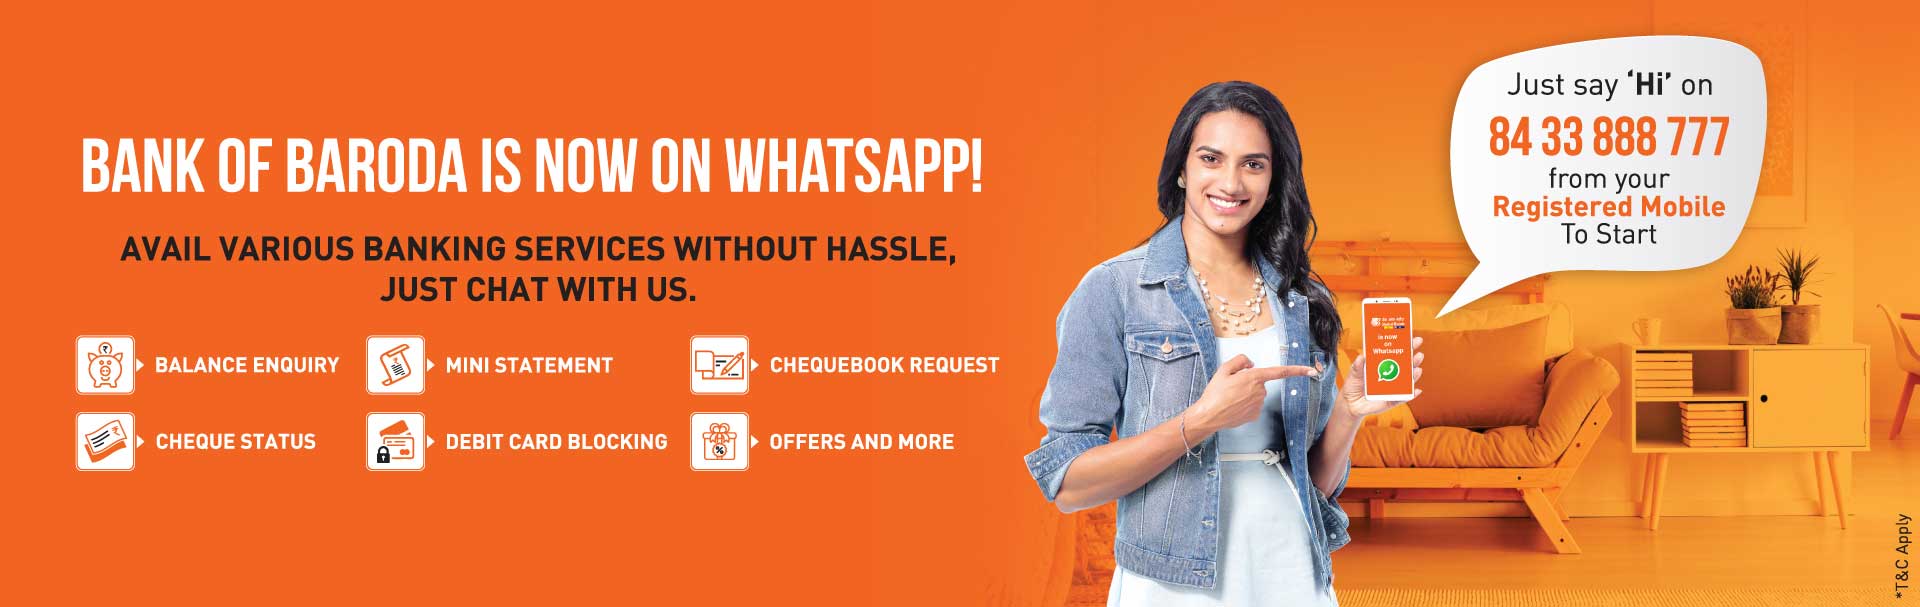 BANK OF BARODA IS NOW ON WHATSAPP!
AVAIL VARIOUS BANKING SERVICES WITHOUT HASSLE,
JUST CHAT WITH US.
BALANCE ENQUIRY
MINI STATEMENT
CHEQUEBOOK REQUEST
CHEQUE STATUS
DEBIT CARD BLOCKING
OFFERS AND MORE
Just say ‘Hi’ on
84 33 888 777
from your
Registered Mobile
To Start
is now
on
Whatsapp
*T&C Apply